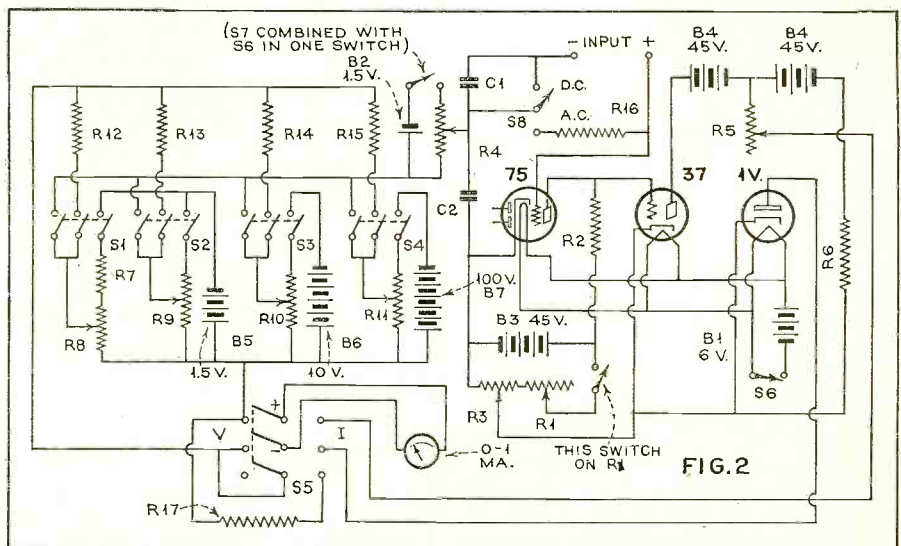 (S7 COMBINED WITH
S6 IN ONE SWITCH)
B2
1.5 V.
- INPUT +
B4
45V.
B4
45 V.
C1
D.C.
S8
A.C.
R16
R12
R13
R14
R15
R4
R5
75
37
1V.
C2
R2
R6
S1
S2
S3
S4
R7
R8
R9
R10
R11
100V.
B7
B5
1.5 V.
B6
10 V.
B3 45V.
B1
6 V.
S6
R3
R1
V
+
-
I
0-1
MA.
THIS SWITCH
ON R1
FIG.2
S5
R17